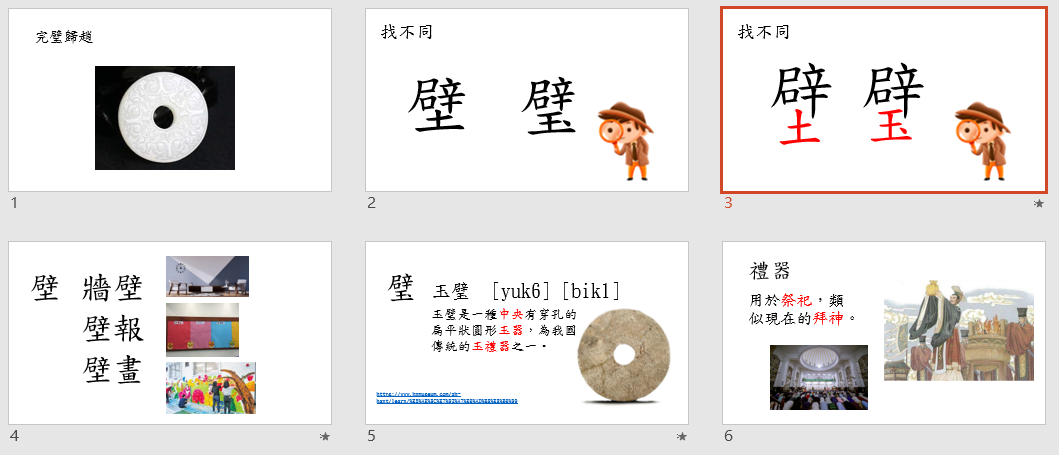 完璧歸趙
1
找不同
壁 璧
2
找不同
辟 辟
土 玉
3
壁 牆壁
壁報
壁畫
4
璧 玉璧 [yuk6][bik1]
玉璧是一種中央有穿孔的
扁平狀圓形玉器，為我國
傳統的玉禮器之一。
5
禮器
用於祭祀，類
似現在的拜神。
6